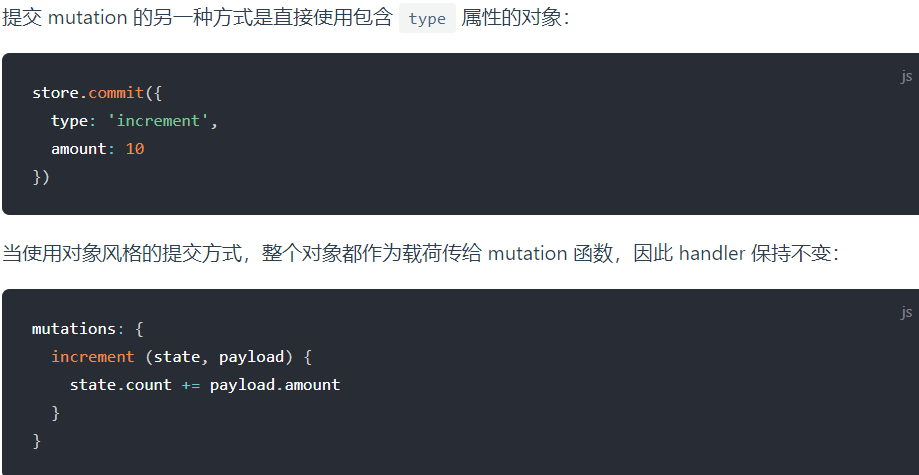 提交 mutation 的另一种方式是直接使用包含 type 属性的对象：
js
store.commit({
  type: 'increment',
  amount: 10
})
当使用对象风格的提交方式，整个对象都作为载荷传给 mutation 函数，因此 handler 保持不变：
js
mutations: {
  increment (state, payload) {
    state.count += payload.amount
  }
}